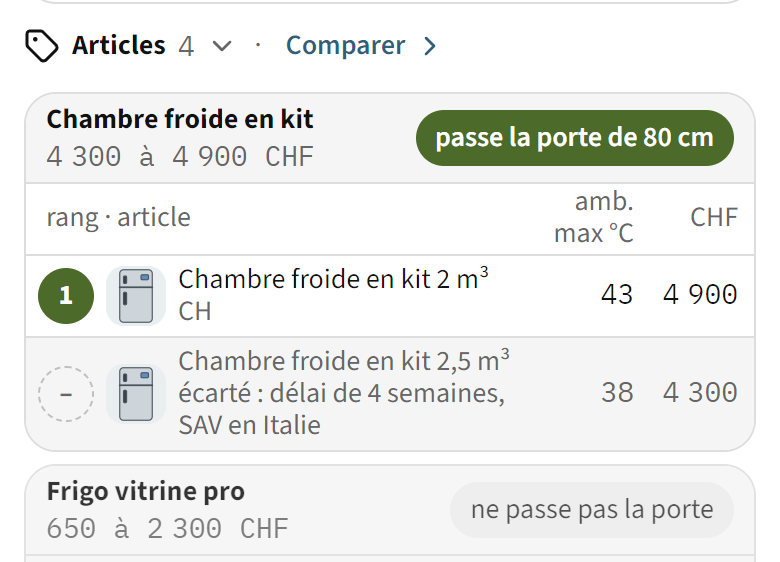 Articles 4 · Comparer
Chambre froide en kit
4 300 à 4 900 CHF
passe la porte de 80 cm
rang · article
amb.
max °C
CHF
1
Chambre froide en kit 2 m³
CH
43
4 900
–
Chambre froide en kit 2,5 m³
écarté : délai de 4 semaines,
SAV en Italie
38
4 300
Frigo vitrine pro
650 à 2 300 CHF
ne passe pas la porte